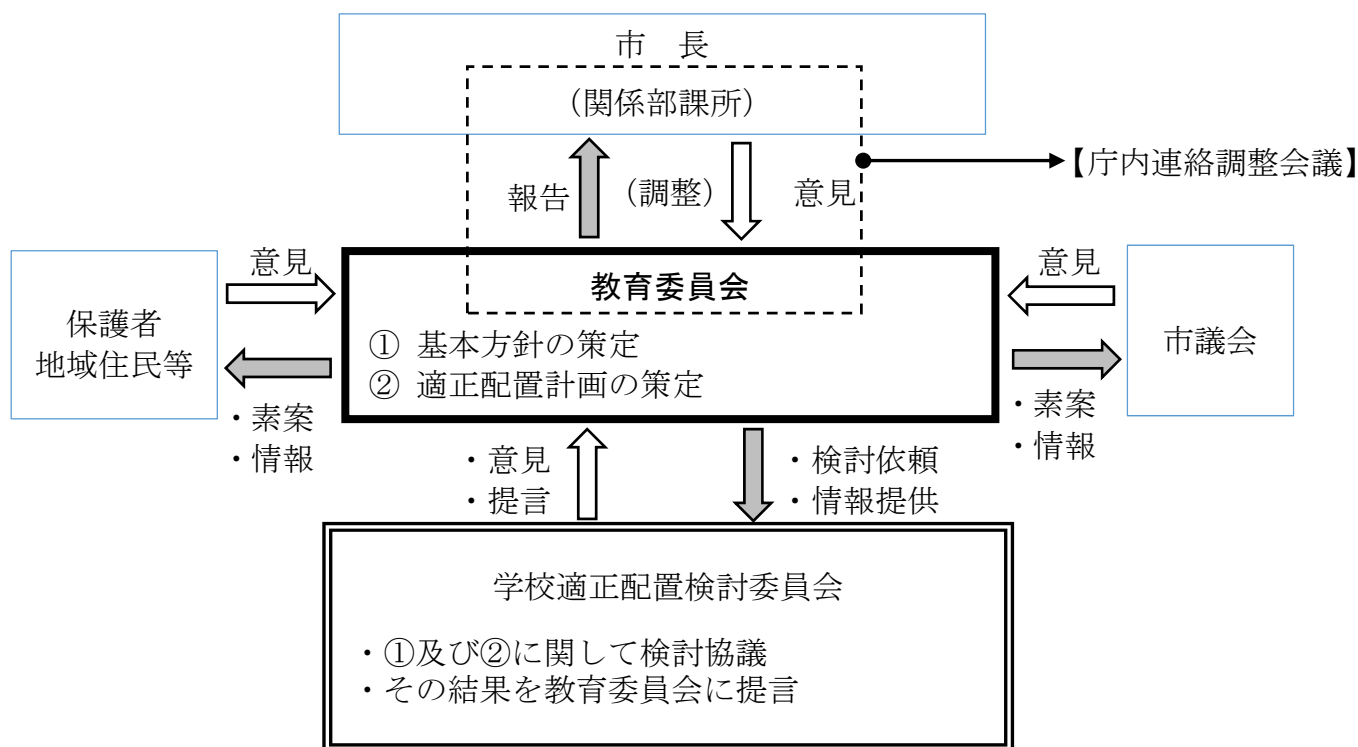 市　長
（関係部課所）
報告
（調整）
意見
【庁内連絡調整会議】
意見
保護者
地域住民等
・素案
・情報
教育委員会
① 基本方針の策定
② 適正配置計画の策定
意見
市議会
・素案
・情報
・意見
・提言
・検討依頼
・情報提供
学校適正配置検討委員会
・①及び②に関して検討協議
・その結果を教育委員会に提言